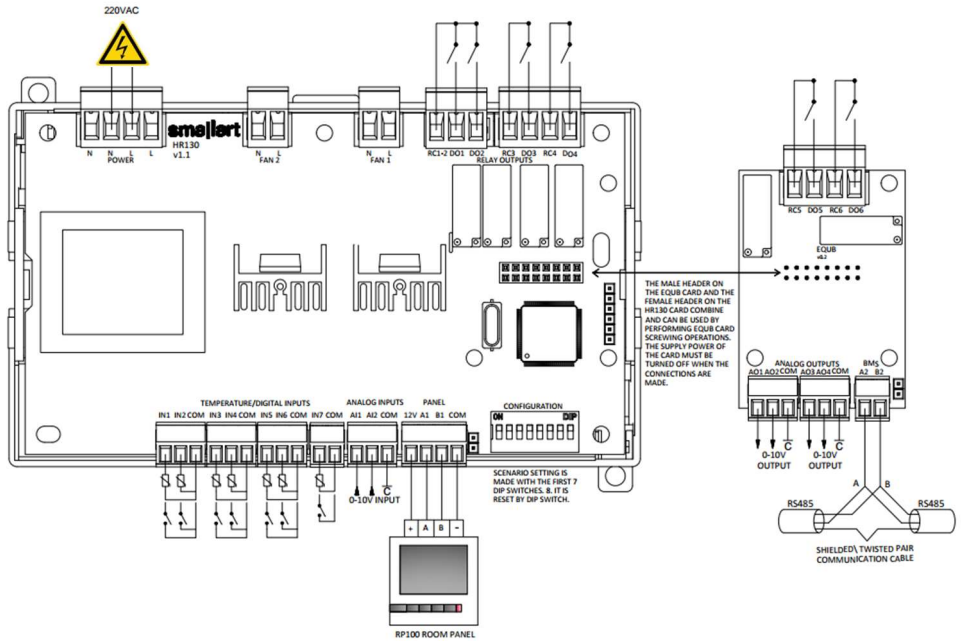 220VAC
N N L L
POWER
N L
FAN 2
N L
FAN 1
RC1+2 DO1 DO2 RC3 DO3 RC4 DO4
RELAY OUTPUTS
smallart
HR130
v1.1
RC5 DO5 RC6 DO6
EQUB
THE MALE HEADER ON
THE EQUB CARD AND THE
FEMALE HEADER ON THE
HR130 CARD COMBINE
AND CAN BE USED BY
PERFORMING EQUB CARD
SCREWING OPERATIONS.
THE SUPPLY POWER OF
THE CARD MUST BE
TURNED OFF WHEN THE
CONNECTIONS ARE
MADE.
ANALOG OUTPUTS
AO1 AO2 COM AO3 AO4 COM
BMS
A2 B2
C C
0-10V
OUTPUT
0-10V
OUTPUT
A B
RS485 RS485
SHIELDED\ TWISTED PAIR
COMMUNICATION CABLE
TEMPERATURE/DIGITAL INPUTS
IN1 IN2 COM IN3 IN4 COM IN5 IN6 COM IN7 COM
ANALOG INPUTS
AI1 AI2 COM
PANEL
12V A1 B1 COM
CONFIGURATION
ON DIP
C
0-10V INPUT
SCENARIO SETTING IS
MADE WITH THE FIRST 7
DIP SWITCHES. 8. IT IS
RESET BY DIP SWITCH.
+ A B −
RP100 ROOM PANEL